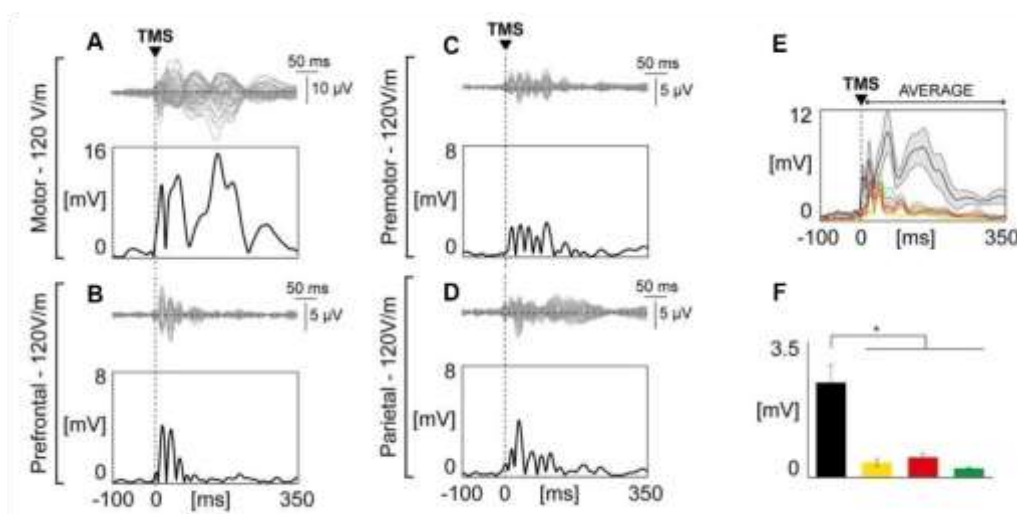 A
TMS
50 ms
10 µV
Motor - 120 V/m
16
[mV]
0
B
50 ms
5 µV
Prefrontal - 120V/m
8
[mV]
0
-100 0 [ms] 350
C
TMS
50 ms
5 µV
Premotor - 120V/m
8
[mV]
0
D
50 ms
5 µV
Parietal - 120V/m
8
[mV]
0
-100 0 [ms] 350
E
TMS
AVERAGE
12
[mV]
0
-100 0 [ms] 350
F
*
3.5
[mV]
0